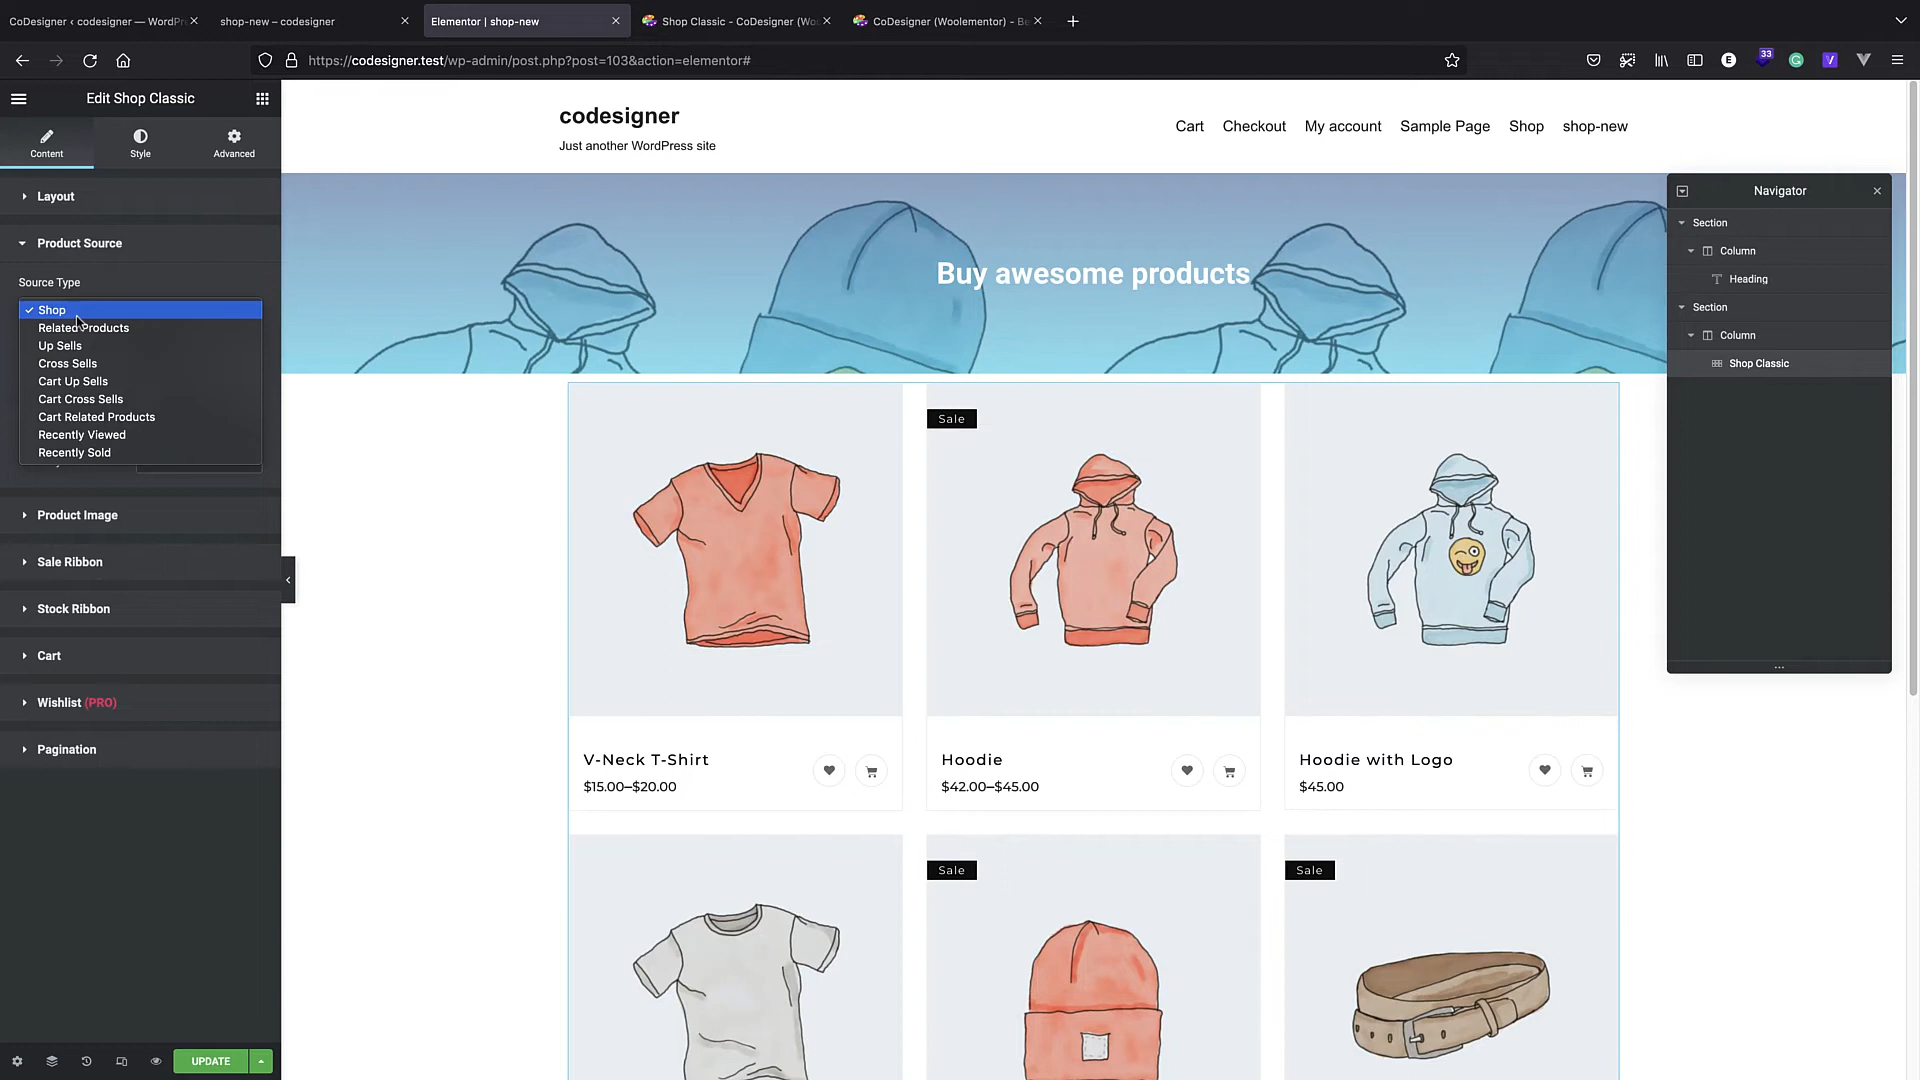 CoDesigner ‹ codesigner — WordPr
shop-new – codesigner
Elementor | shop-new
Shop Classic - CoDesigner (Woo
CoDesigner (Woolementor) - Be
https://codesigner.test/wp-admin/post.php?post=103&action=elementor#
33
Edit Shop Classic
Content
Style
Advanced
Layout
Product Source
Source Type
Shop
Related Products
Up Sells
Cross Sells
Cart Up Sells
Cart Cross Sells
Cart Related Products
Recently Viewed
Recently Sold
Product Image
Sale Ribbon
Stock Ribbon
Cart
Wishlist (PRO)
Pagination
UPDATE
codesigner
Just another WordPress site
Cart
Checkout
My account
Sample Page
Shop
shop-new
Buy awesome products
Sale
V-Neck T-Shirt
$15.00–$20.00
Hoodie
$42.00–$45.00
Hoodie with Logo
$45.00
Sale
Sale
Navigator
Section
Column
Heading
Section
Column
Shop Classic